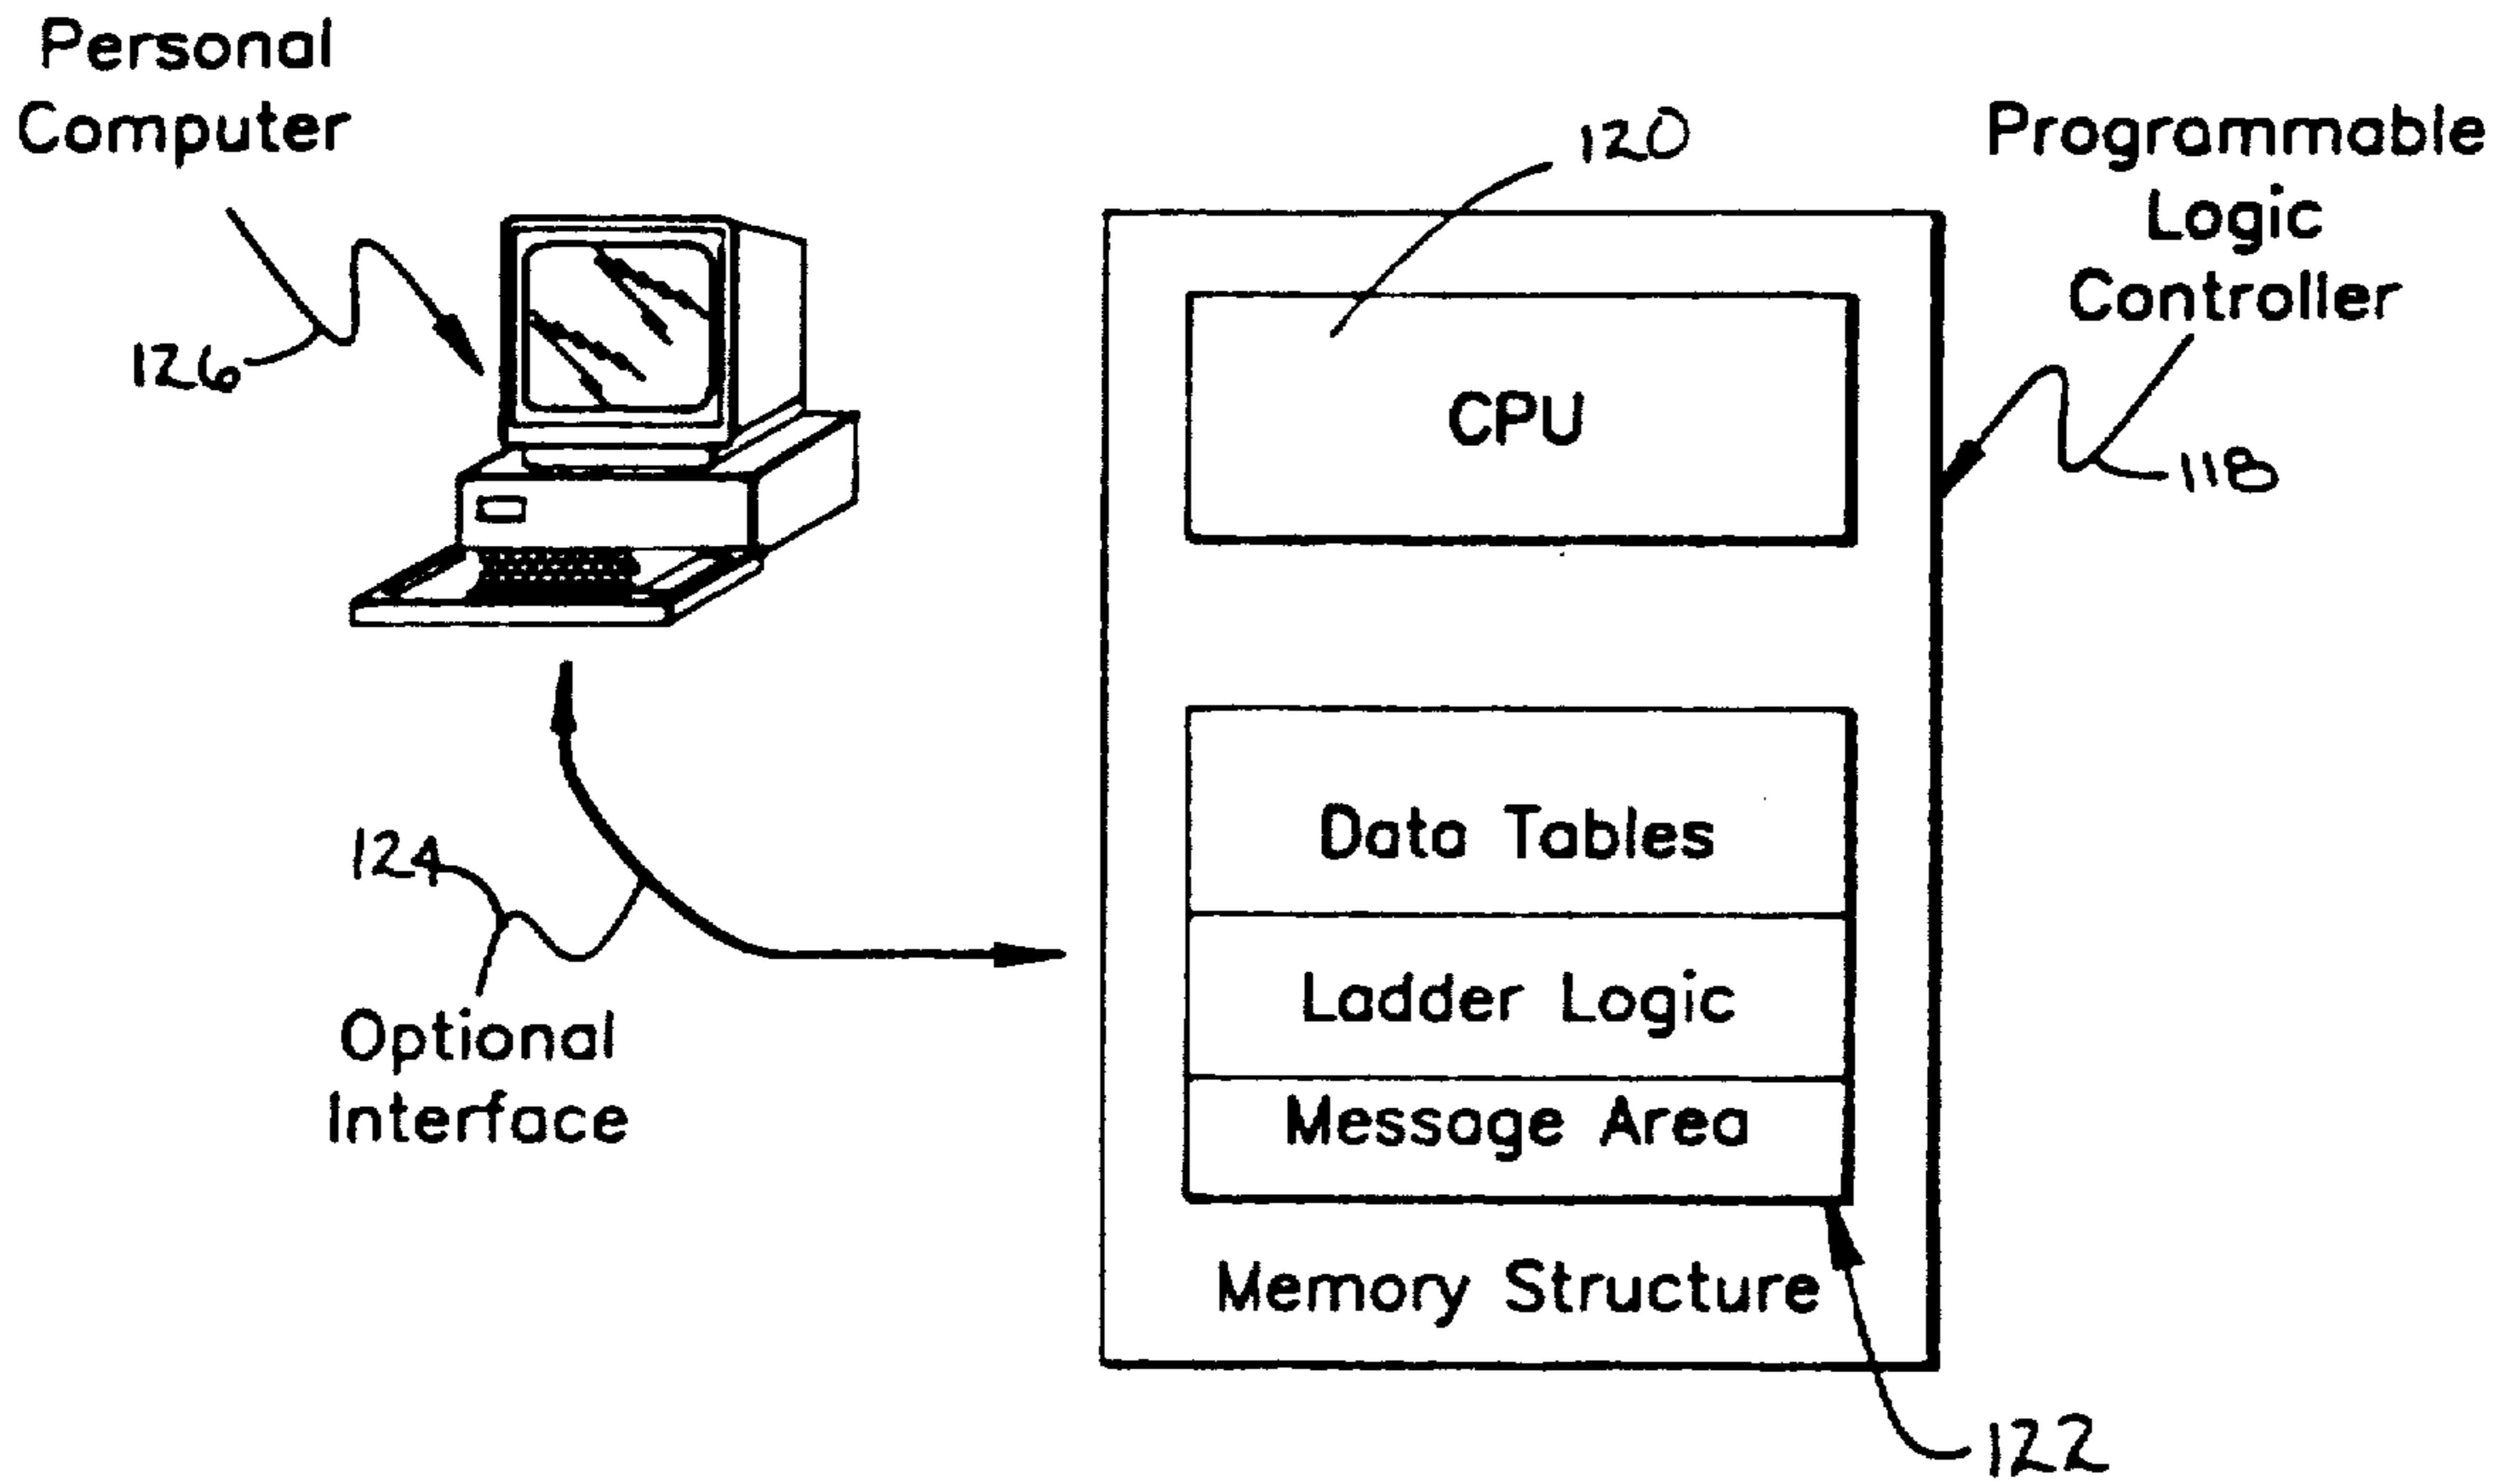 Personal
Computer
126
120
Programmable
Logic
Controller
118
CPU
Data Tables
Ladder Logic
Message Area
Memory Structure
124
Optional
Interface
122